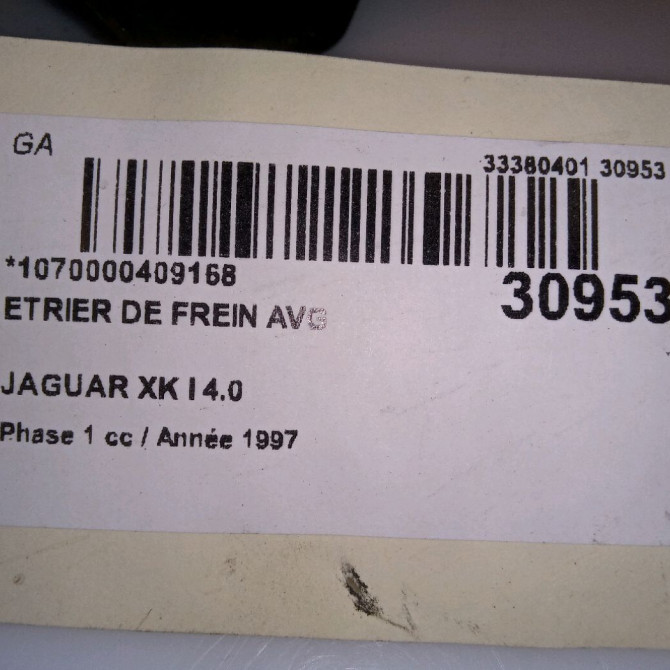 GA
33380401 30953
*1070000409168
30953
ETRIER DE FREIN AVG
JAGUAR XK I 4.0
Phase 1 cc / Année 1997